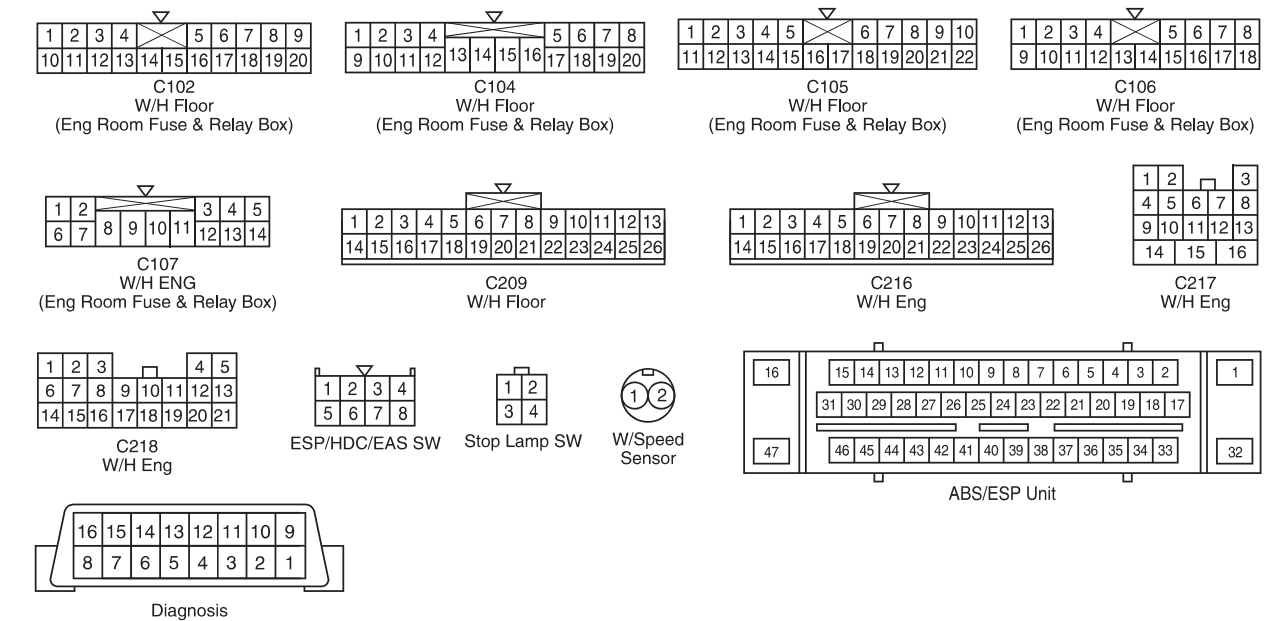 1 2 3 4 5 6 7 8 9
10 11 12 13 14 15 16 17 18 19 20
C102
W/H Floor
(Eng Room Fuse & Relay Box)
1 2 3 4 5 6 7 8
9 10 11 12 13 14 15 16 17 18 19 20
C104
W/H Floor
(Eng Room Fuse & Relay Box)
1 2 3 4 5 6 7 8 9 10
11 12 13 14 15 16 17 18 19 20 21 22
C105
W/H Floor
(Eng Room Fuse & Relay Box)
1 2 3 4 5 6 7 8
9 10 11 12 13 14 15 16 17 18
C106
W/H Floor
(Eng Room Fuse & Relay Box)
1 2 3 4 5
6 7 8 9 10 11 12 13 14
C107
W/H ENG
(Eng Room Fuse & Relay Box)
1 2 3 4 5 6 7 8 9 10 11 12 13
14 15 16 17 18 19 20 21 22 23 24 25 26
C209
W/H Floor
1 2 3 4 5 6 7 8 9 10 11 12 13
14 15 16 17 18 19 20 21 22 23 24 25 26
C216
W/H Eng
1 2 3
4 5 6 7 8
9 10 11 12 13
14 15 16
C217
W/H Eng
1 2 3 4 5
6 7 8 9 10 11 12 13
14 15 16 17 18 19 20 21
C218
W/H Eng
1 2 3 4
5 6 7 8
ESP/HDC/EAS SW
1 2
3 4
Stop Lamp SW
1 2
W/Speed
Sensor
16 15 14 13 12 11 10 9 8 7 6 5 4 3 2 1
31 30 29 28 27 26 25 24 23 22 21 20 19 18 17
47 46 45 44 43 42 41 40 39 38 37 36 35 34 33 32
ABS/ESP Unit
16 15 14 13 12 11 10 9
8 7 6 5 4 3 2 1
Diagnosis